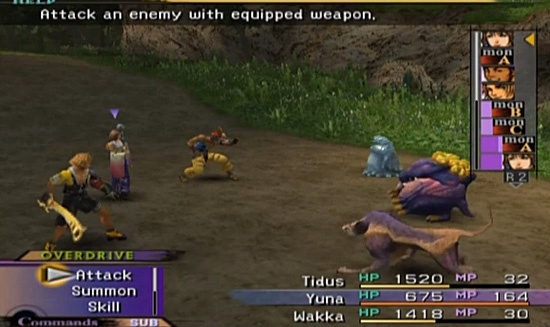 HELP
Attack an enemy with equipped weapon.
mon
A
mon
B
mon
C
mon
A
R2
OVERDRIVE
Attack
Summon
Skill
Commands SUB
Tidus HP 1520 MP 32
Yuna HP 675 MP 164
Wakka HP 1418 MP 30